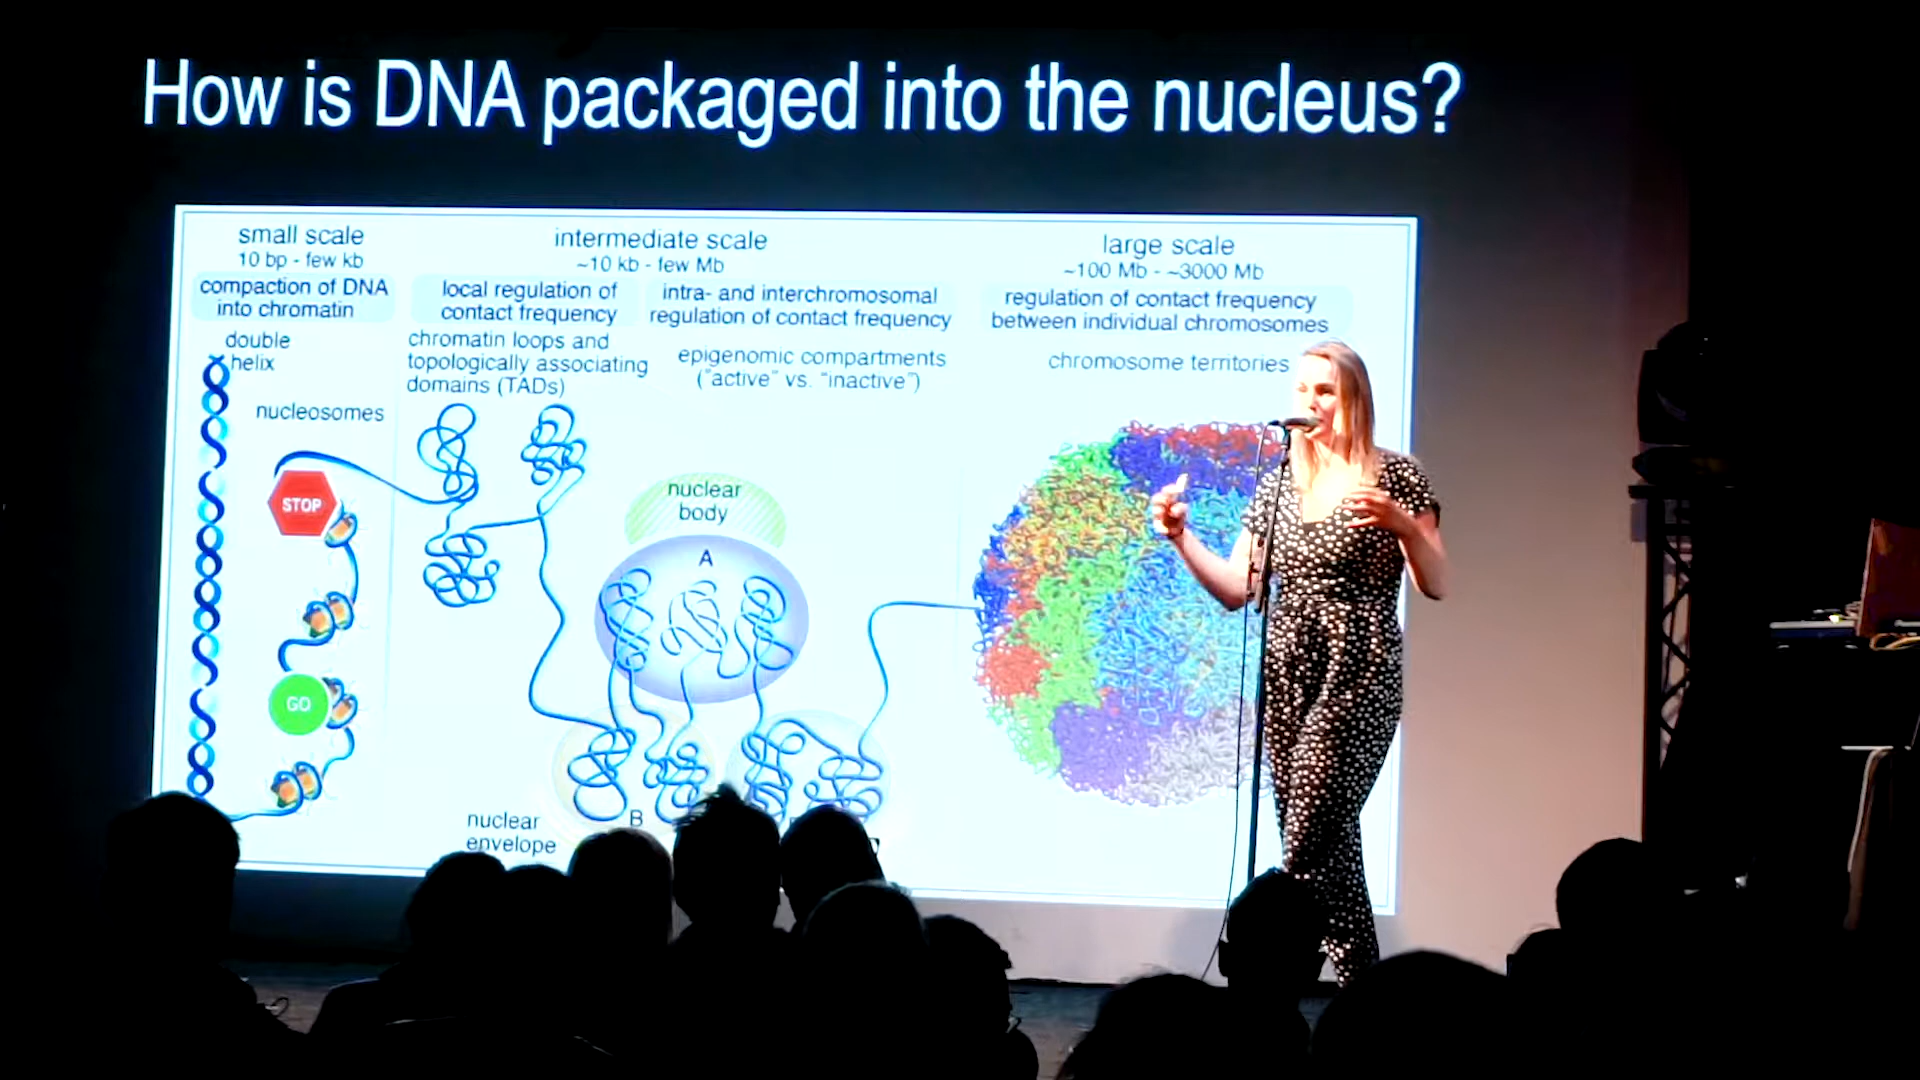 How is DNA packaged into the nucleus?
small scale
10 bp - few kb
compaction of DNA
into chromatin
double
helix
nucleosomes
STOP
GO
intermediate scale
~10 kb - few Mb
local regulation of
contact frequency
chromatin loops and
topologically associating
domains (TADs)
intra- and interchromosomal
regulation of contact frequency
epigenomic compartments
("active" vs. "inactive")
nuclear
body
A
B
nuclear
envelope
large scale
~100 Mb - ~3000 Mb
regulation of contact frequency
between individual chromosomes
chromosome territories